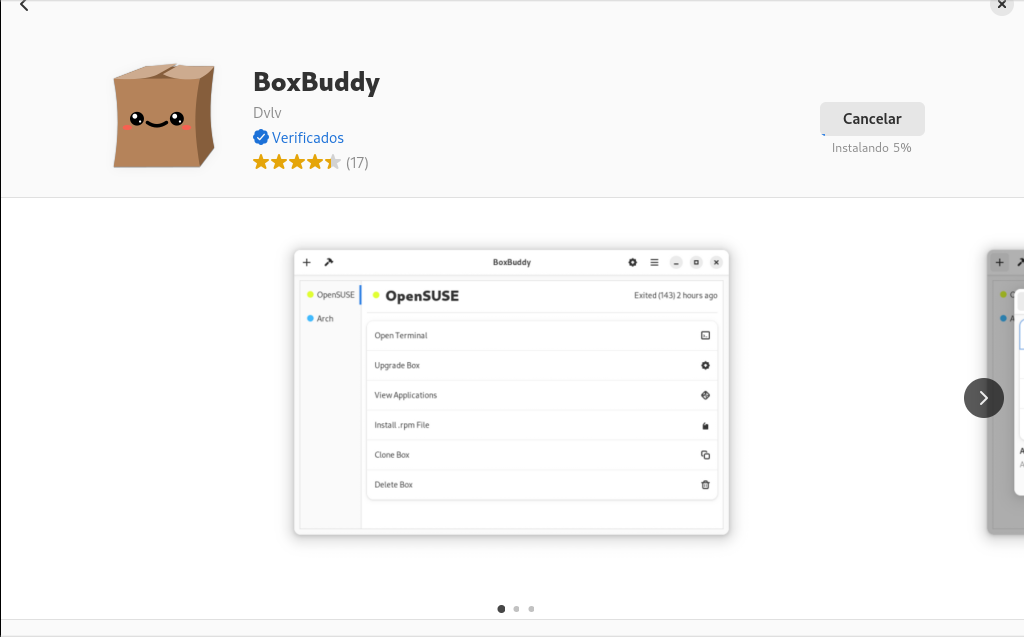 BoxBuddy
Dvlv
Verificados
(17)
Cancelar
Instalando 5%
BoxBuddy
OpenSUSE
Arch
OpenSUSE
Exited (143) 2 hours ago
Open Terminal
Upgrade Box
View Applications
Install .rpm File
Clone Box
Delete Box